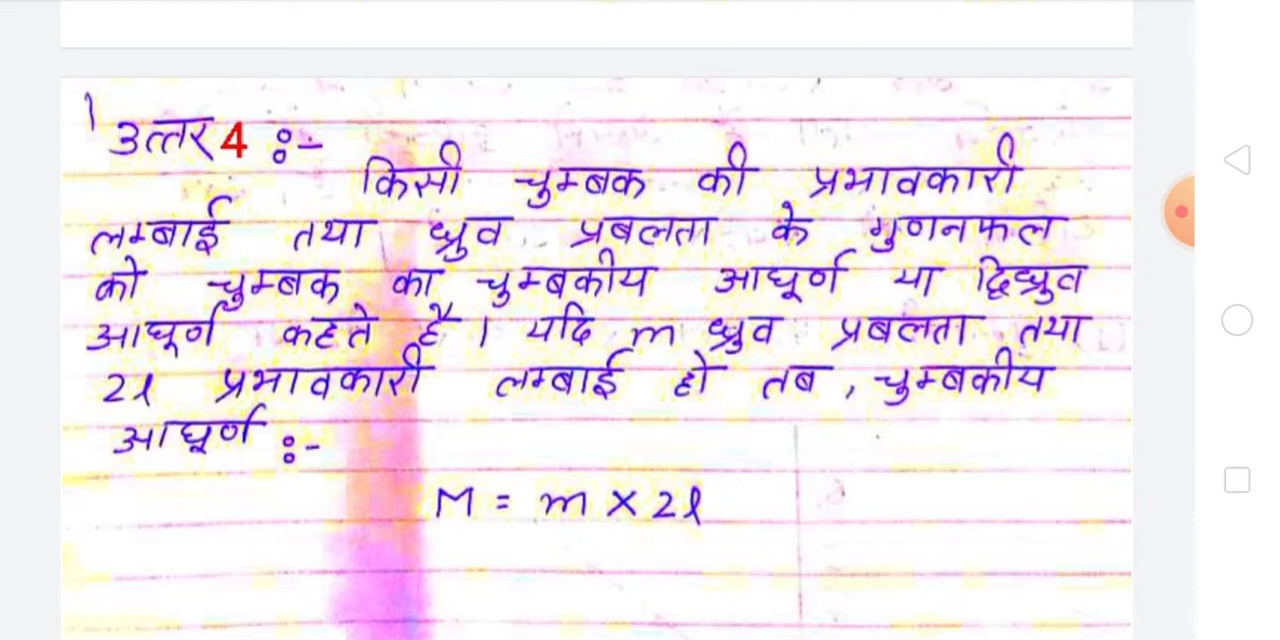 उत्तर 4 :-
किसी चुम्बक की प्रभावकारी
लम्बाई तथा ध्रुव प्रबलता के गुणनफल
को चुम्बक का चुम्बकीय आघूर्ण या द्विध्रुव
आघूर्ण कहते है । यदि m ध्रुव प्रबलता तथा
2l प्रभावकारी लम्बाई हो तब , चुम्बकीय
आघूर्ण :-
M = m × 2l